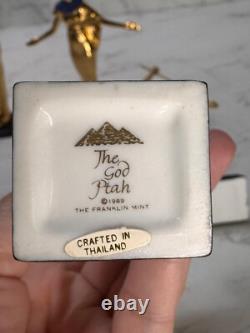 The
God
Ptah
©1989
THE FRANKLIN MINT
CRAFTED IN
THAILAND